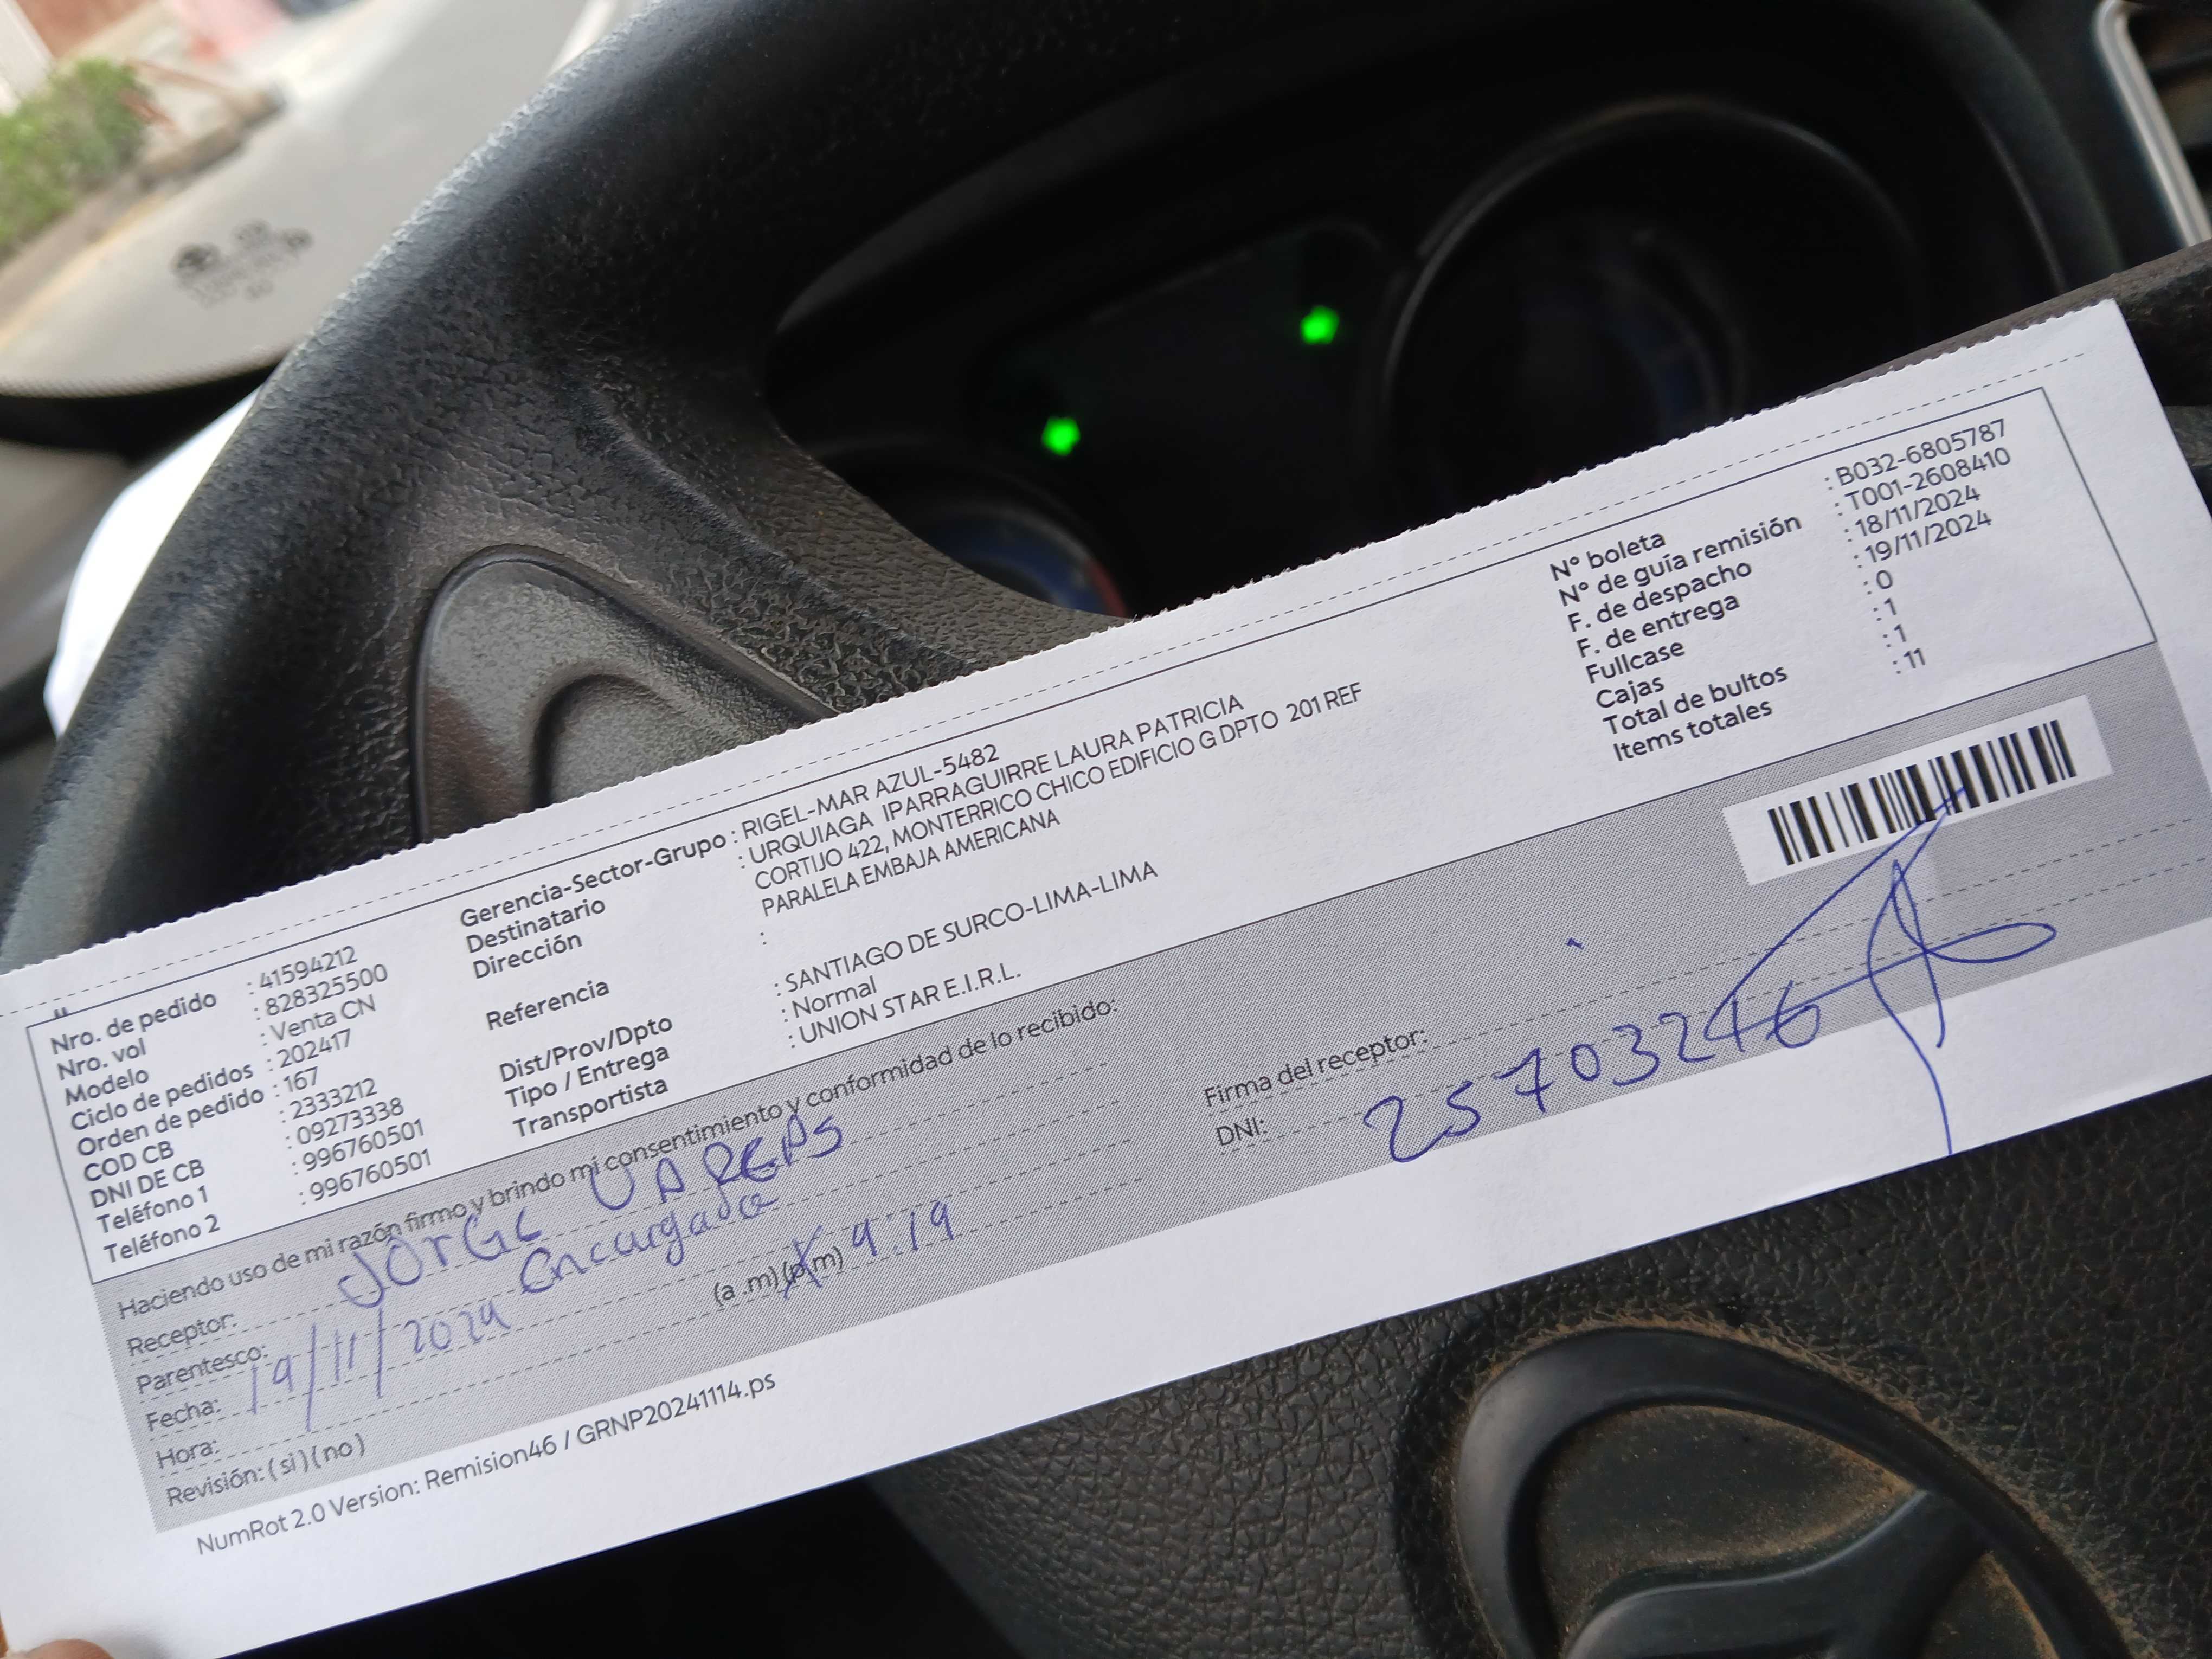 Nro. de pedido : 41594212
Nro. vol : 828325500
Modelo : Venta CN
Ciclo de pedidos : 202417
Orden de pedido : 167
COD CB : 2333212
DNI DE CB : 09273338
Teléfono 1 : 996760501
Teléfono 2 : 996760501
Gerencia-Sector-Grupo : RIGEL-MAR AZUL-5482
Destinatario : URQUIAGA IPARRAGUIRRE LAURA PATRICIA
Dirección CORTIJO 422, MONTERRICO CHICO EDIFICIO G DPTO 201 REF
PARALELA EMBAJA AMERICANA
Referencia :
Dist/Prov/Dpto : SANTIAGO DE SURCO-LIMA-LIMA
Tipo / Entrega : Normal
Transportista : UNION STAR E.I.R.L.
N° boleta : B032-6805787
N° de guía remisión : T001-2608410
F. de despacho : 18/11/2024
F. de entrega : 19/11/2024
Fullcase : 0
Cajas : 1
Total de bultos : 1
Items totales : 11
Haciendo uso de mi razón firmo y brindo mi consentimiento y conformidad de lo recibido:
Receptor: JOrGe
Parentesco: encargado
Fecha: 19/11/2024
Hora: (a .m) (p.m) 9:19
Revisión: (si) (no)
Firma del receptor:
DNI: 25703246
NumRot 2.0 Version: Remision46 / GRNP20241114.ps